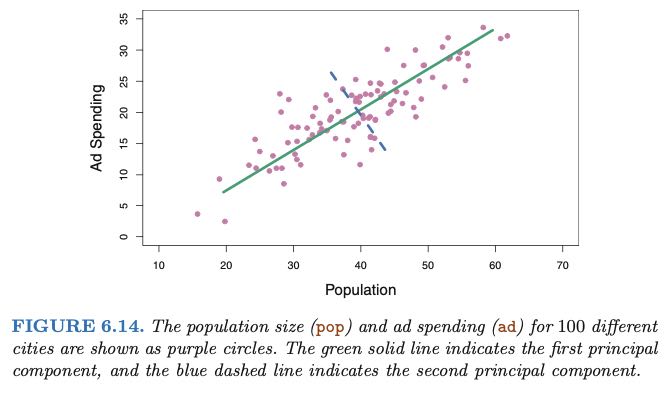 35
30
25
20
15
10
5
0
Ad Spending
10 20 30 40 50 60 70
Population
FIGURE 6.14. The population size (pop) and ad spending (ad) for 100 different
cities are shown as purple circles. The green solid line indicates the first principal
component, and the blue dashed line indicates the second principal component.